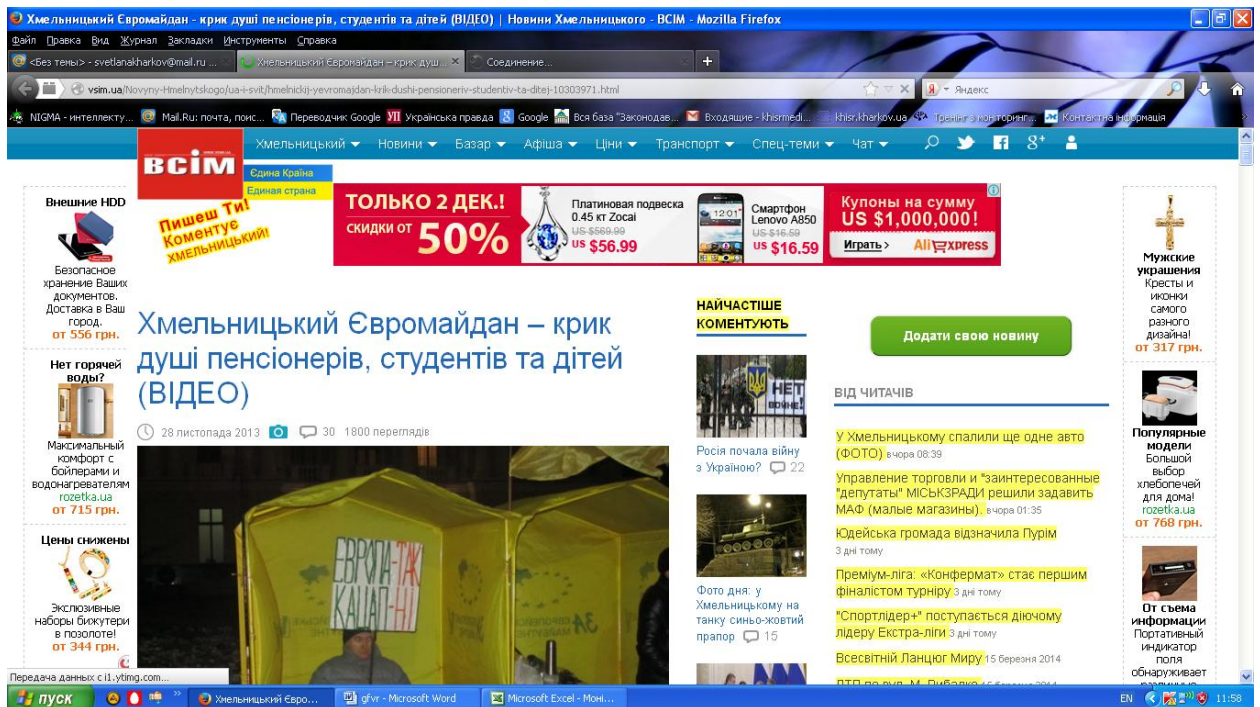 Хмельницький Євромайдан - крик душі пенсіонерів, студентів та дітей (ВІДЕО) | Новини Хмельницького - ВСІМ - Mozilla Firefox
Файл Правка Вид Журнал Закладки Инструменты Справка
<Без темы> - svetlanakharkov@mail.ru ...
Хмельницький Євромайдан – крик душ...
Соединение...
vsim.ua/Novyny-Hmelnytskogo/ua-i-svit/hmelnickij-yevromajdan-krik-dushi-pensioneriv-studentiv-ta-ditej-10303971.html
Яндекс
NIGMA - интеллекту... Mail.Ru: почта, поис... Переводчик Google УП Українська правда Google Вся база "Законодав... Входящие - khisrmedi... khisr.kharkov.ua Тренінг з моніторинг... Контактна інформація
ВСІМ
Хмельницький Новини Базар Афіша Ціни Транспорт Спец-теми Чат
Єдина Країна
Единая страна
Пишеш Ти!
Коментує
ХМЕЛЬНИЦЬКИЙ!
ТОЛЬКО 2 ДЕК.!
СКИДКИ ОТ 50%
Платиновая подвеска
0.45 кт Zocai
US $569.99
US $56.99
12:01
Смартфон
Lenovo A850
US $16.59
US $16.59
Купоны на сумму
US $1,000,000!
Играть >
AliExpress
Внешние HDD
Безопасное
хранение Ваших
документов.
Доставка в Ваш
город.
от 556 грн.
Нет горячей
воды?
Максимальный
комфорт с
бойлерами и
водонагревателям
rozetka.ua
от 715 грн.
Цены снижены
Эксклюзивные
наборы бижутери
в позолоте!
от 344 грн.
Хмельницький Євромайдан – крик
душі пенсіонерів, студентів та дітей
(ВІДЕО)
28 листопада 2013 30 1800 переглядів
ЄВРОПА-ТАК
КАЦАП-НІ
НАЙЧАСТІШЕ
КОМЕНТУЮТЬ
НЕТ
ВОЙНЕ!
Росія почала війну
з Україною? 22
Фото дня: у
Хмельницькому на
танку синьо-жовтий
прапор 15
Додати свою новину
ВІД ЧИТАЧІВ
У Хмельницькому спалили ще одне авто
(ФОТО) вчора 08:39
Управление торговли и "заинтересованные
"депутаты" МІСЬКЗРАДИ решили задавить
МАФ (малые магазины). вчора 01:35
Юдейська громада відзначила Пурім
3 дні тому
Преміум-ліга: «Конфермат» стає першим
фіналістом турніру 3 дні тому
"Спортлідер+" поступається діючому
лідеру Екстра-ліги 3 дні тому
Всесвітній Ланцюг Миру 15 березня 2014
ДТП по вул. М. Рибалко 15 березня 2014
Мужские
украшения
Кресты и
иконки
самого
разного
дизайна!
от 317 грн.
Популярные
модели
Большой
выбор
хлебопечей
для дома!
rozetka.ua
от 768 грн.
От съема
информации
Портативный
индикатор
поля
обнаруживает
Передача данных с i1.ytimg.com...
пуск
Хмельницький Євро...
gfvr - Microsoft Word
Microsoft Excel - Моні...
EN
11:58